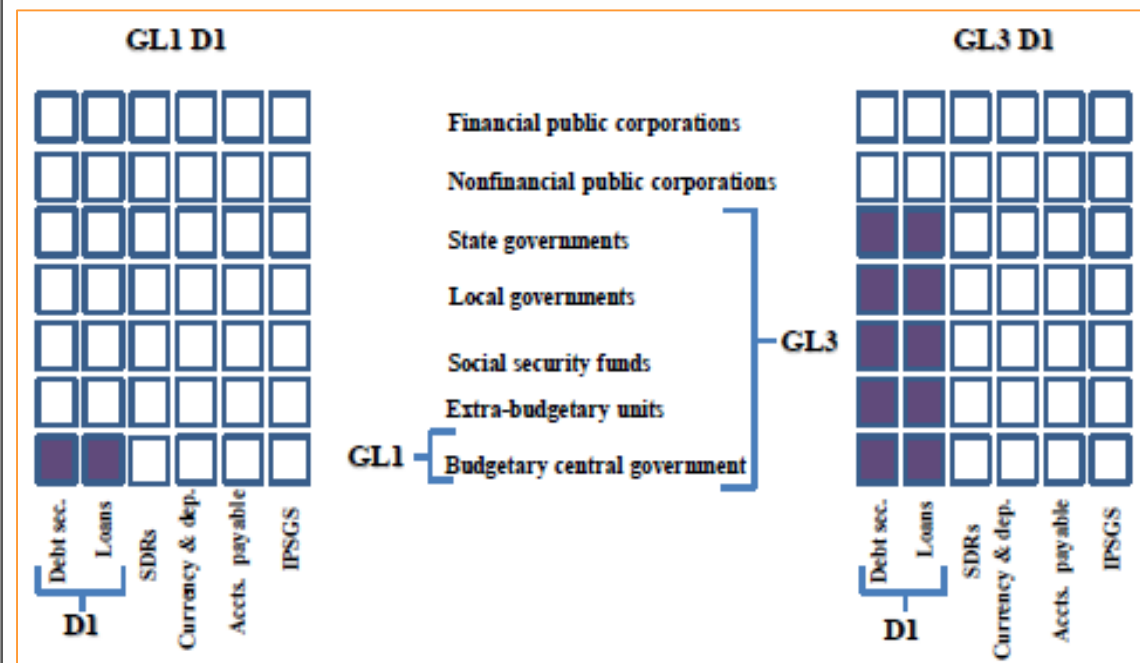 GL1 D1
GL3 D1
Financial public corporations
Nonfinancial public corporations
State governments
Local governments
GL3
Social security funds
Extra-budgetary units
GL1
Budgetary central government
Debt sec.
Loans
SDRs
Currency & dep.
Accts. payable
IPSGS
D1
Debt sec.
Loans
SDRs
Currency & dep.
Accts. payable
IPSGS
D1